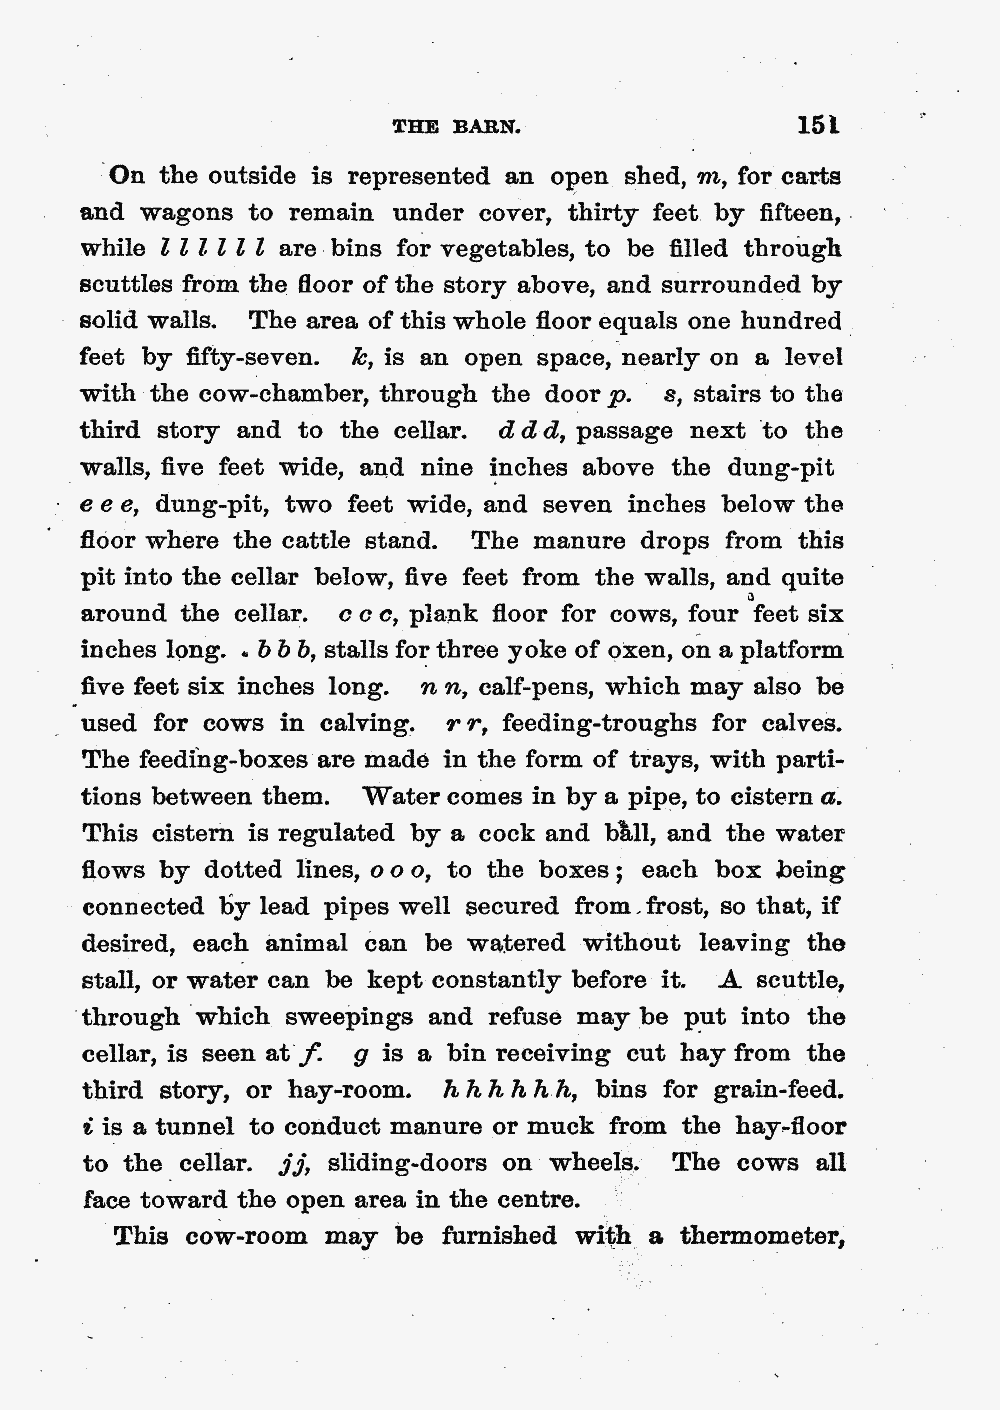 THE BARN. 151
On the outside is represented an open shed, m, for carts
and wagons to remain under cover, thirty feet by fifteen,
while l l l l l l are bins for vegetables, to be filled through
scuttles from the floor of the story above, and surrounded by
solid walls. The area of this whole floor equals one hundred
feet by fifty-seven. k, is an open space, nearly on a level
with the cow-chamber, through the door p. s, stairs to the
third story and to the cellar. d d d, passage next to the
walls, five feet wide, and nine inches above the dung-pit
e e e, dung-pit, two feet wide, and seven inches below the
floor where the cattle stand. The manure drops from this
pit into the cellar below, five feet from the walls, and quite
around the cellar. c c c, plank floor for cows, four feet six
inches long. b b b, stalls for three yoke of oxen, on a platform
five feet six inches long. n n, calf-pens, which may also be
used for cows in calving. r r, feeding-troughs for calves.
The feeding-boxes are made in the form of trays, with parti-
tions between them. Water comes in by a pipe, to cistern a.
This cistern is regulated by a cock and ball, and the water
flows by dotted lines, o o o, to the boxes; each box being
connected by lead pipes well secured from frost, so that, if
desired, each animal can be watered without leaving the
stall, or water can be kept constantly before it. A scuttle,
through which sweepings and refuse may be put into the
cellar, is seen at f. g is a bin receiving cut hay from the
third story, or hay-room. h h h h h h, bins for grain-feed.
i is a tunnel to conduct manure or muck from the hay-floor
to the cellar. j j, sliding-doors on wheels. The cows all
face toward the open area in the centre.
This cow-room may be furnished with a thermometer,